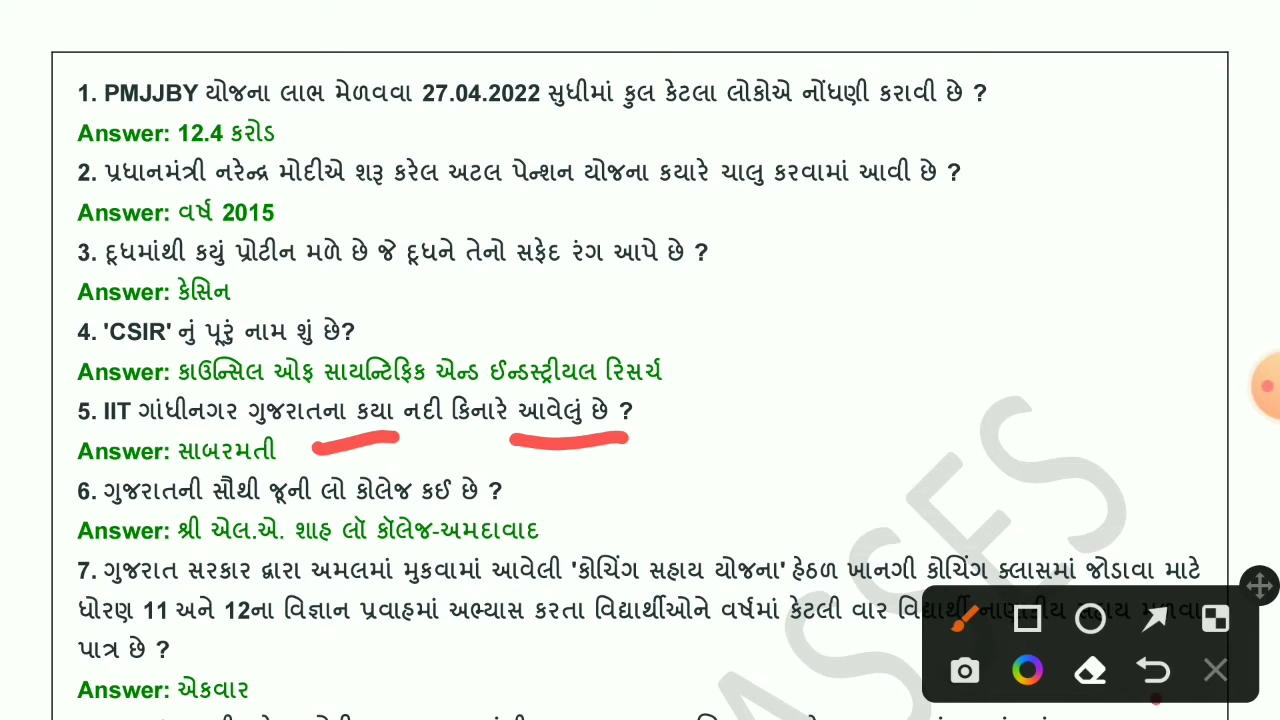 1. PMJJBY યોજના લાભ મેળવવા 27.04.2022 સુધીમાં કુલ કેટલા લોકોએ નોંધણી કરાવી છે ?
Answer: 12.4 કરોડ
2. પ્રધાનમંત્રી નરેન્દ્ર મોદીએ શરૂ કરેલ અટલ પેન્શન યોજના કયારે ચાલુ કરવામાં આવી છે ?
Answer: વર્ષ 2015
3. દૂધમાંથી કયું પ્રોટીન મળે છે જે દૂધને તેનો સફેદ રંગ આપે છે ?
Answer: કેસિન
4. 'CSIR' નું પૂરું નામ શું છે?
Answer: કાઉન્સિલ ઓફ સાયન્ટિફિક એન્ડ ઈન્ડસ્ટ્રીયલ રિસર્ચ
5. IIT ગાંધીનગર ગુજરાતના કયા નદી કિનારે આવેલું છે ?
Answer: સાબરમતી
6. ગુજરાતની સૌથી જૂની લો કોલેજ કઈ છે ?
Answer: શ્રી એલ.એ. શાહ લૉ કૉલેજ-અમદાવાદ
7. ગુજરાત સરકાર દ્વારા અમલમાં મુકવામાં આવેલી 'કોચિંગ સહાય યોજના' હેઠળ ખાનગી કોચિંગ ક્લાસમાં જોડાવા માટે
ધોરણ 11 અને 12ના વિજ્ઞાન પ્રવાહમાં અભ્યાસ કરતા વિદ્યાર્થીઓને વર્ષમાં કેટલી વાર વિદ્યાર્થી નાણાકીય સહાય મળવા
પાત્ર છે ?
Answer: એકવાર